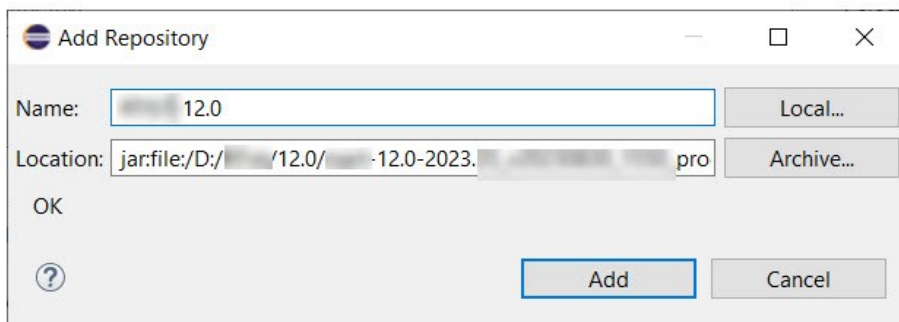 Add Repository
Name: 12.0 Local...
Location: jar:file:/D:/ /12.0/ -12.0-2023. pro Archive...
OK
Add Cancel